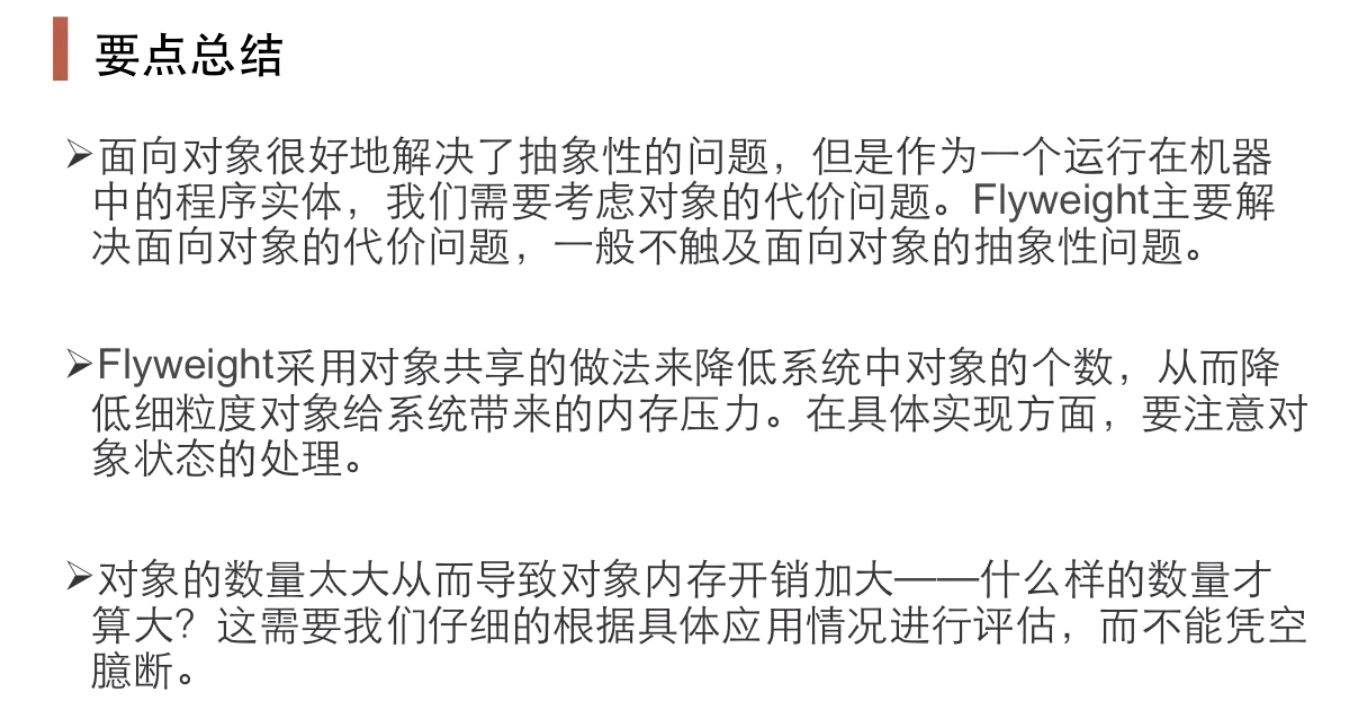 要点总结
➢面向对象很好地解决了抽象性的问题，但是作为一个运行在机器
中的程序实体，我们需要考虑对象的代价问题。Flyweight主要解
决面向对象的代价问题，一般不触及面向对象的抽象性问题。
➢Flyweight采用对象共享的做法来降低系统中对象的个数，从而降
低细粒度对象给系统带来的内存压力。在具体实现方面，要注意对
象状态的处理。
➢对象的数量太大从而导致对象内存开销加大——什么样的数量才
算大？这需要我们仔细的根据具体应用情况进行评估，而不能凭空
臆断。